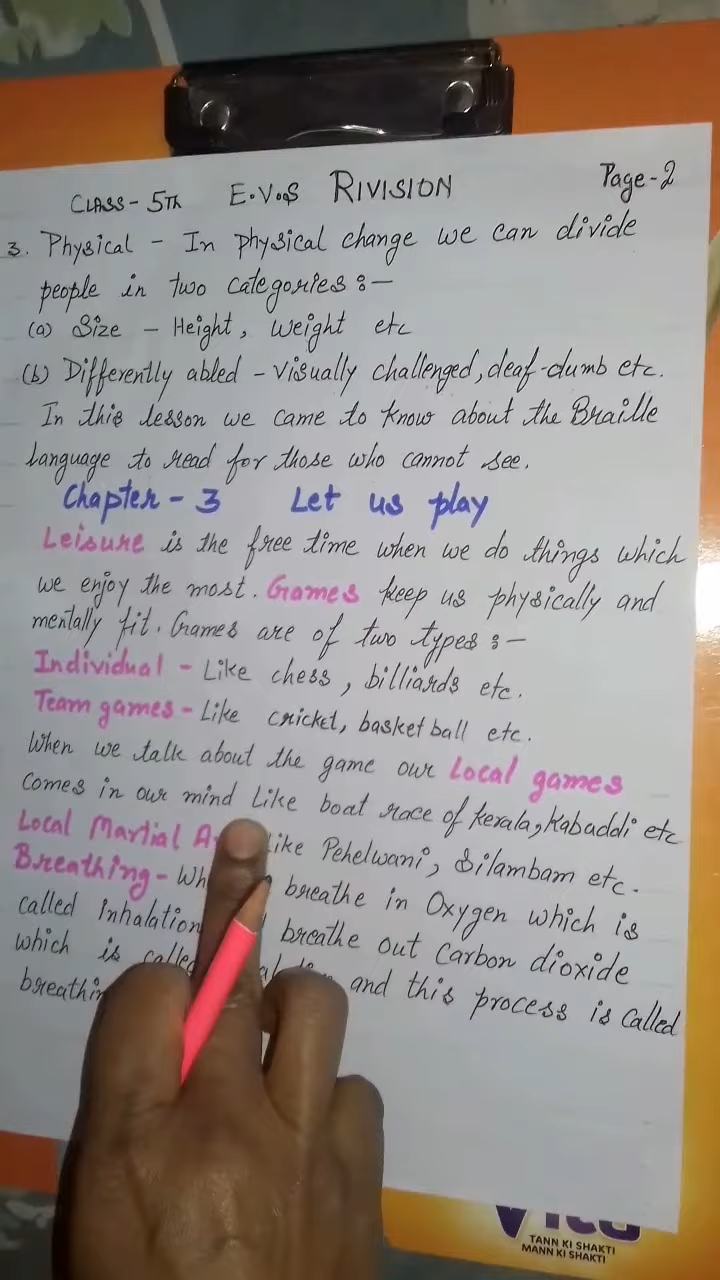 CLASS - 5TH E.V.S RIVISION Page-2
3. Physical - In physical change we can divide
people in two categories :-
(a) Size - Height, weight etc
(b) Differently abled - visually challenged, deaf-dumb etc.
In this lesson we came to know about the Braille
language to read for those who cannot see.
Chapter - 3 Let us play
Leisure is the free time when we do things which
we enjoy the most. Games keep us physically and
mentally fit. Games are of two types :-
Individual - Like chess, billiards etc.
Team games - Like cricket, basket ball etc.
When we talk about the game our Local games
comes in our mind Like boat race of kerala, Kabaddi etc
Local Martial Like Pehelwani, Silambam etc.
Breathing - breathe in Oxygen which is
called inhalation breathe out Carbon dioxide
which is called and this process is called
TANN KI SHAKTI
MANN KI SHAKTI